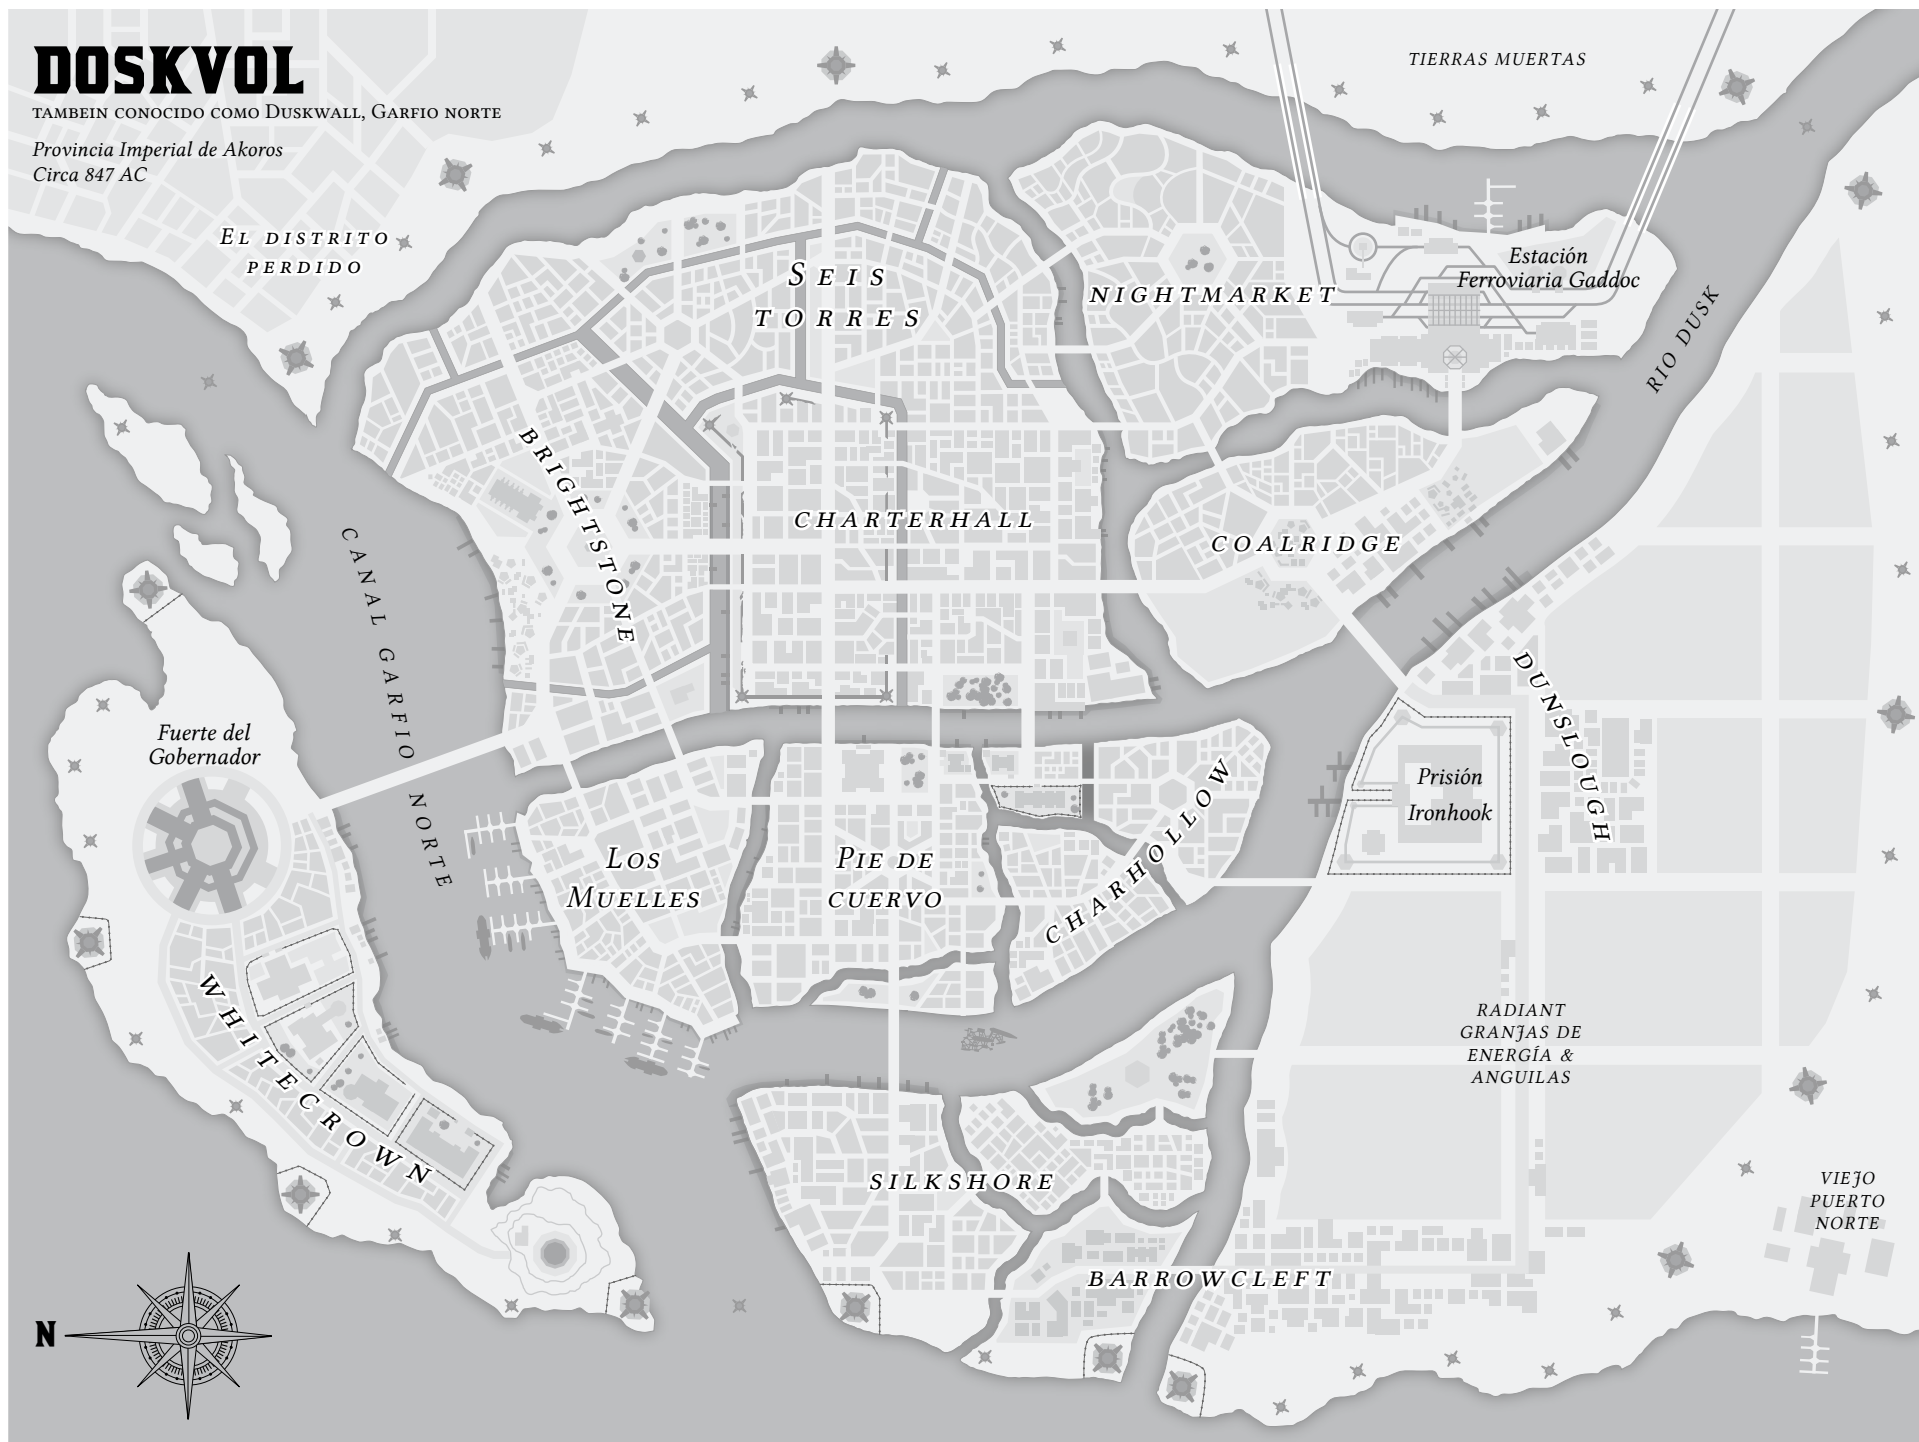 DOSKVOL
TAMBEIN CONOCIDO COMO DUSKWALL, GARFIO NORTE
Provincia Imperial de Akoros
Circa 847 AC
TIERRAS MUERTAS
EL DISTRITO
PERDIDO
SEIS
TORRES
NIGHTMARKET
Estación
Ferroviaria Gaddoc
RIO DUSK
BRIGHTSTONE
CHARTERHALL
COALRIDGE
CANAL GARFIO NORTE
DUNSLOUGH
Fuerte del
Gobernador
Prisión
Ironhook
LOS
MUELLES
PIE DE
CUERVO
CHARHOLLOW
WHITECROWN
RADIANT
GRANJAS DE
ENERGÍA &
ANGUILAS
SILKSHORE
VIEJO
PUERTO
NORTE
BARROWCLEFT
N